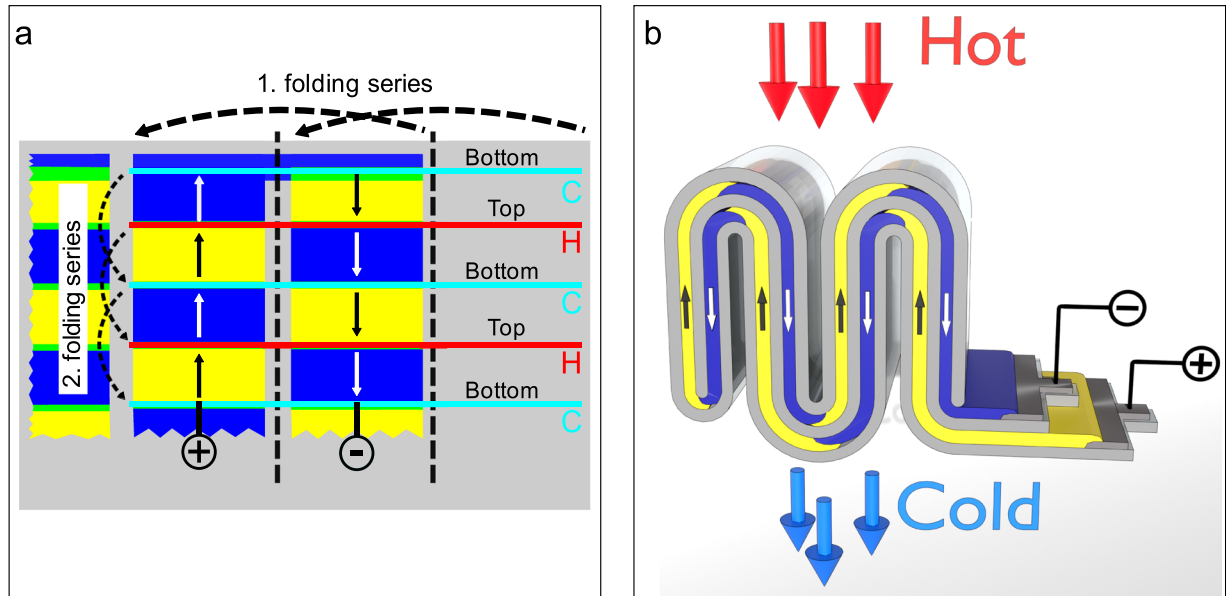 a
1. folding series
Bottom
C
Top
H
Bottom
C
Top
H
Bottom
C
2. folding series
+
-
b
Hot
-
+
Cold